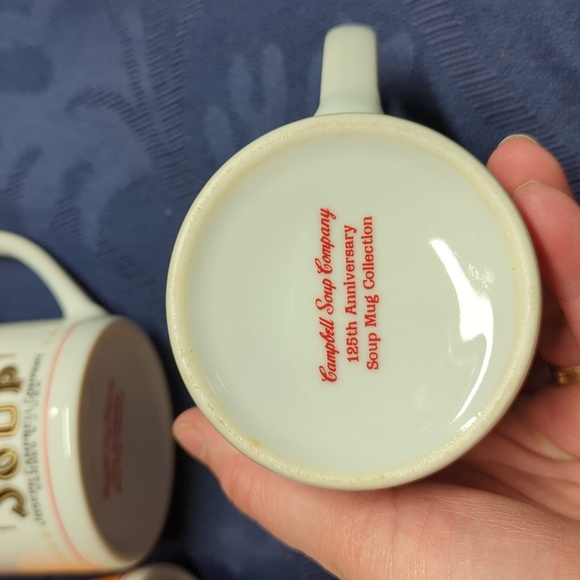 Campbell Soup Company
125th Anniversary
Soup Mug Collection
SOUP